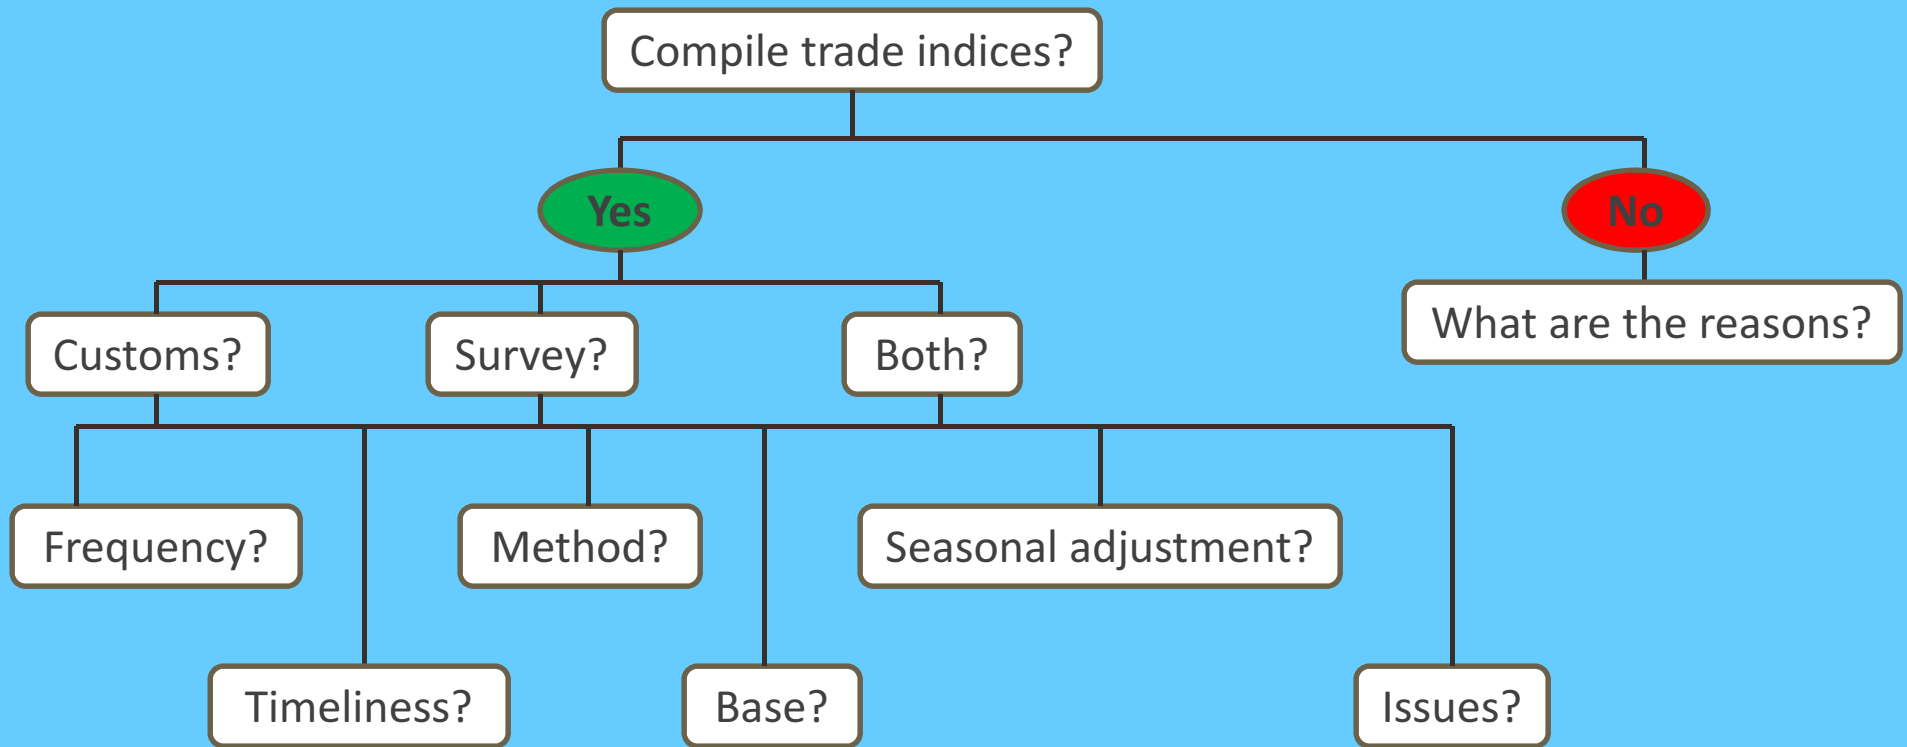 Compile trade indices?
Yes
No
What are the reasons?
Customs?
Survey?
Both?
Frequency?
Method?
Seasonal adjustment?
Timeliness?
Base?
Issues?